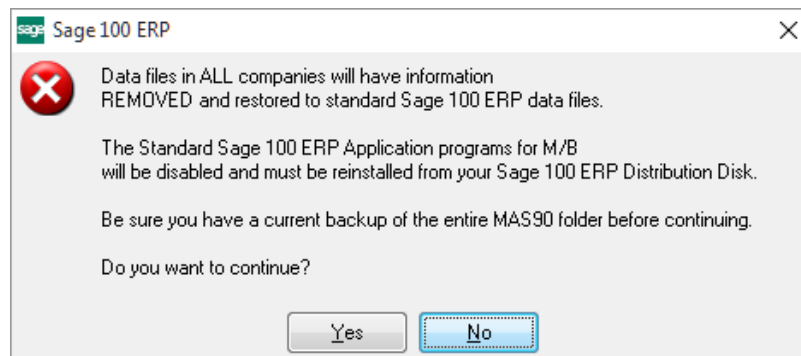 sage Sage 100 ERP
Data files in ALL companies will have information
REMOVED and restored to standard Sage 100 ERP data files.
The Standard Sage 100 ERP Application programs for M/B
will be disabled and must be reinstalled from your Sage 100 ERP Distribution Disk.
Be sure you have a current backup of the entire MAS90 folder before continuing.
Do you want to continue?
Yes No